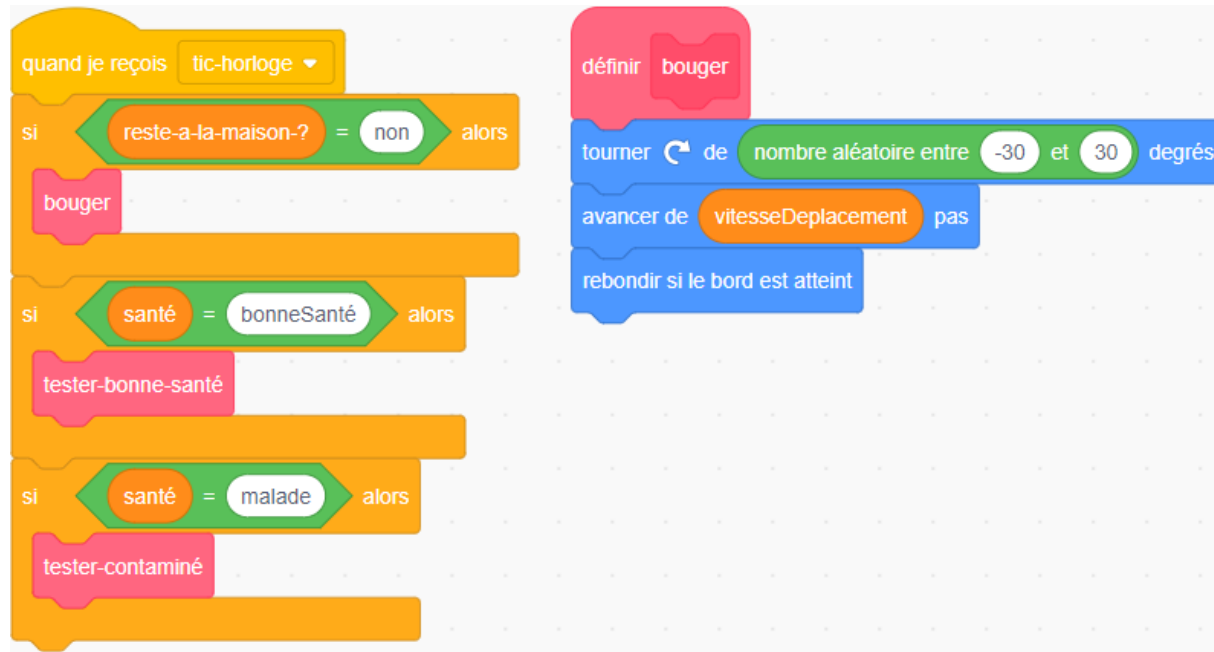 quand je reçois tic-horloge
si reste-a-la-maison-? = non alors
bouger
si santé = bonneSanté alors
tester-bonne-santé
si santé = malade alors
tester-contaminé
définir bouger
tourner de nombre aléatoire entre -30 et 30 degrés
avancer de vitesseDeplacement pas
rebondir si le bord est atteint